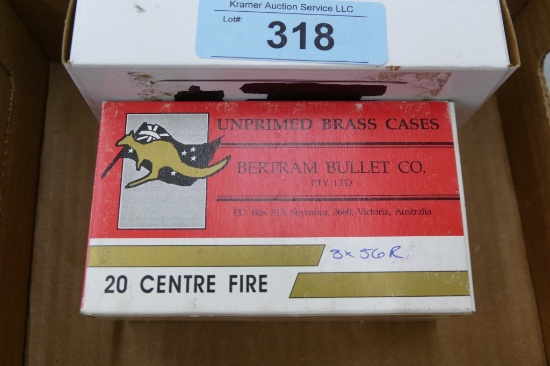 Kramer Auction Service LLC
Lot#:
318
UNPRIMED BRASS CASES
BERTRAM BULLET CO.
PTY. LTD
P.O. Box 313, Seymour, 3660, Victoria, Australia
8x56R
20 CENTRE FIRE